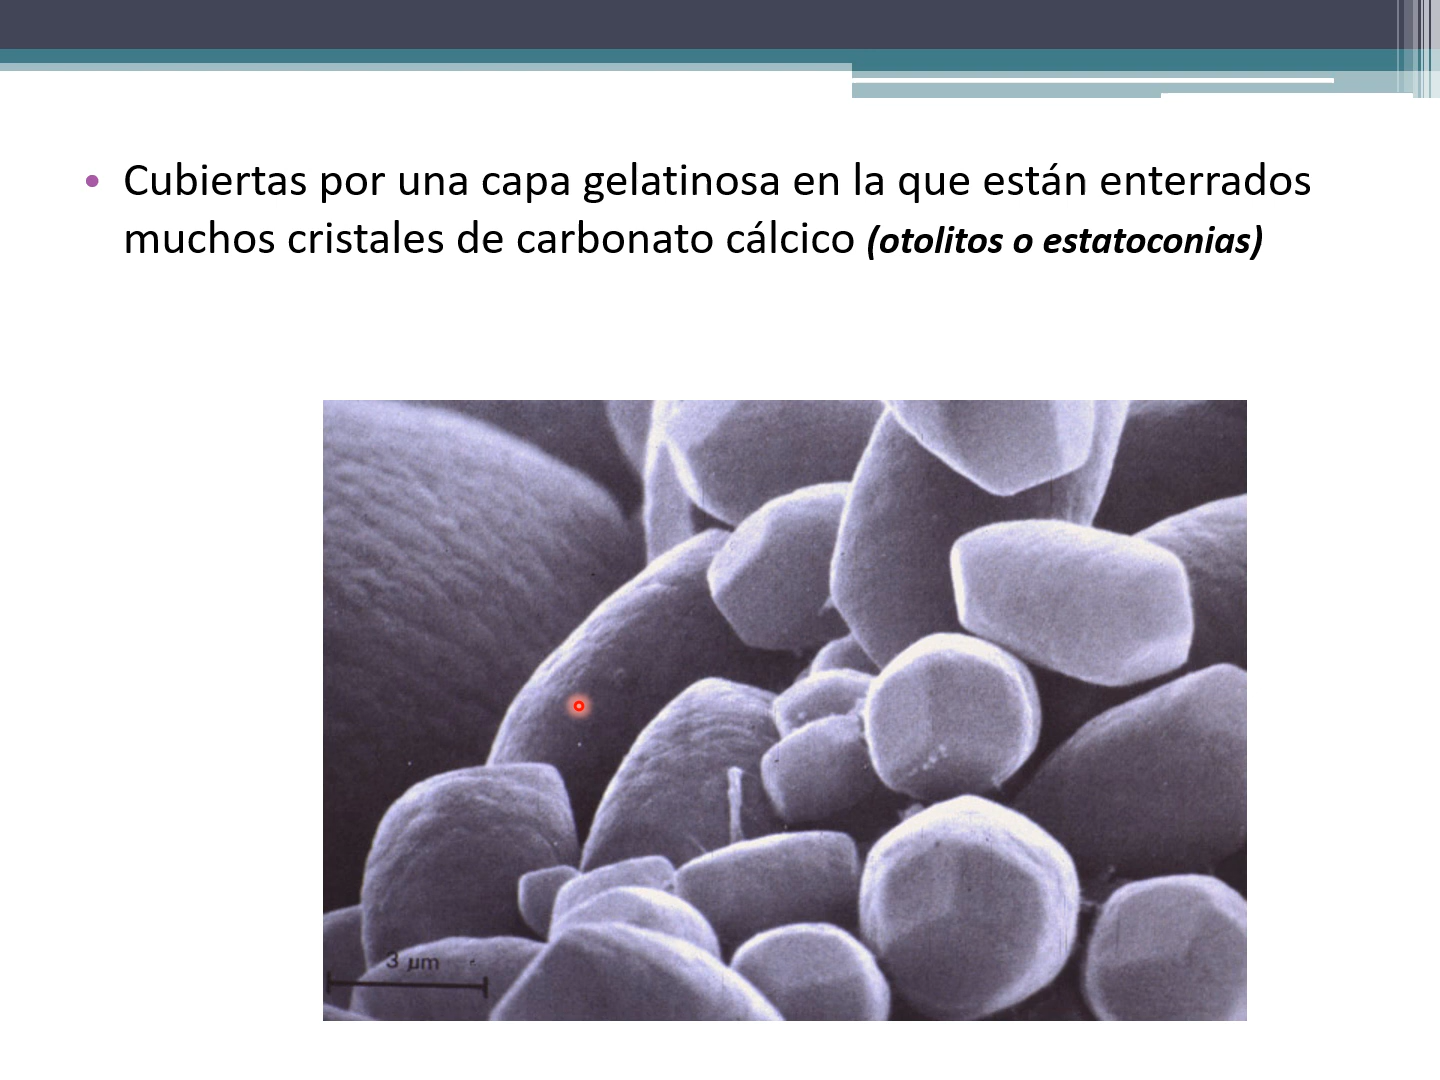 • Cubiertas por una capa gelatinosa en la que están enterrados
muchos cristales de carbonato cálcico (otolitos o estatoconias)
3 µm